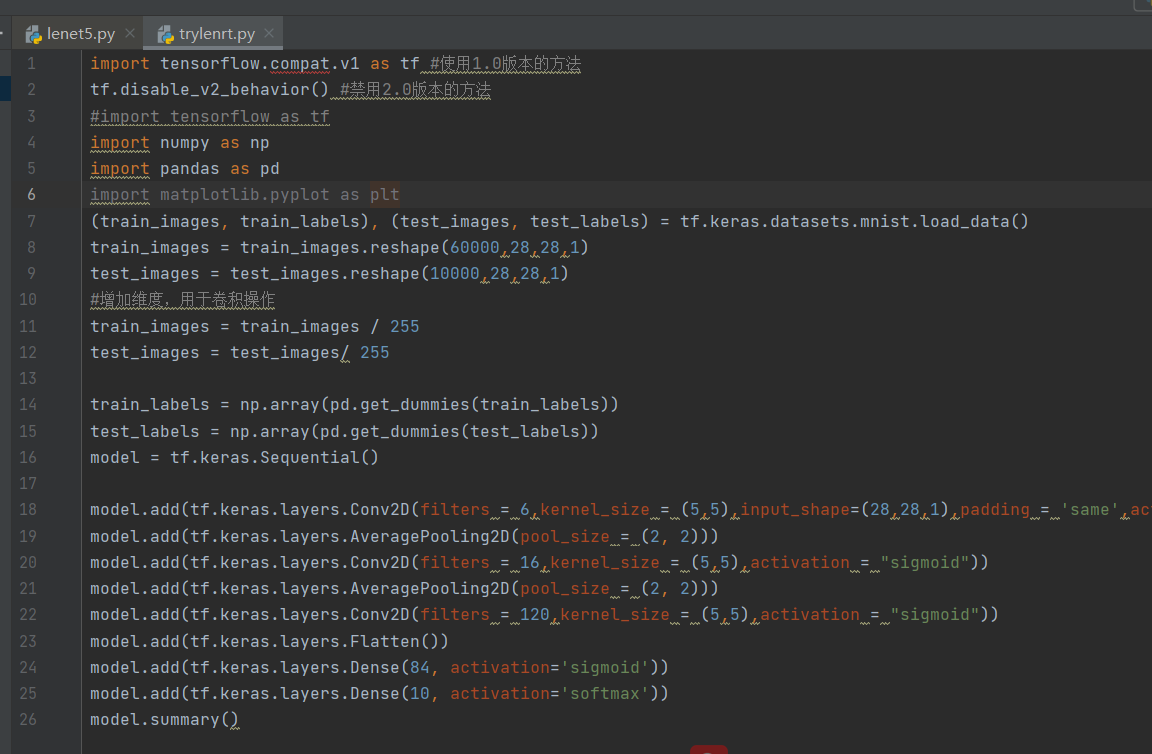 lenet5.py trylenrt.py
1 import tensorflow.compat.v1 as tf #使用1.0版本的方法
2 tf.disable_v2_behavior() #禁用2.0版本的方法
3 #import tensorflow as tf
4 import numpy as np
5 import pandas as pd
6 import matplotlib.pyplot as plt
7 (train_images, train_labels), (test_images, test_labels) = tf.keras.datasets.mnist.load_data()
8 train_images = train_images.reshape(60000,28,28,1)
9 test_images = test_images.reshape(10000,28,28,1)
10 #增加维度，用于卷积操作
11 train_images = train_images / 255
12 test_images = test_images/ 255
13
14 train_labels = np.array(pd.get_dummies(train_labels))
15 test_labels = np.array(pd.get_dummies(test_labels))
16 model = tf.keras.Sequential()
17
18 model.add(tf.keras.layers.Conv2D(filters = 6,kernel_size = (5,5),input_shape=(28,28,1),padding = 'same',ac
19 model.add(tf.keras.layers.AveragePooling2D(pool_size = (2, 2)))
20 model.add(tf.keras.layers.Conv2D(filters = 16,kernel_size = (5,5),activation = "sigmoid"))
21 model.add(tf.keras.layers.AveragePooling2D(pool_size = (2, 2)))
22 model.add(tf.keras.layers.Conv2D(filters = 120,kernel_size = (5,5),activation = "sigmoid"))
23 model.add(tf.keras.layers.Flatten())
24 model.add(tf.keras.layers.Dense(84, activation='sigmoid'))
25 model.add(tf.keras.layers.Dense(10, activation='softmax'))
26 model.summary()